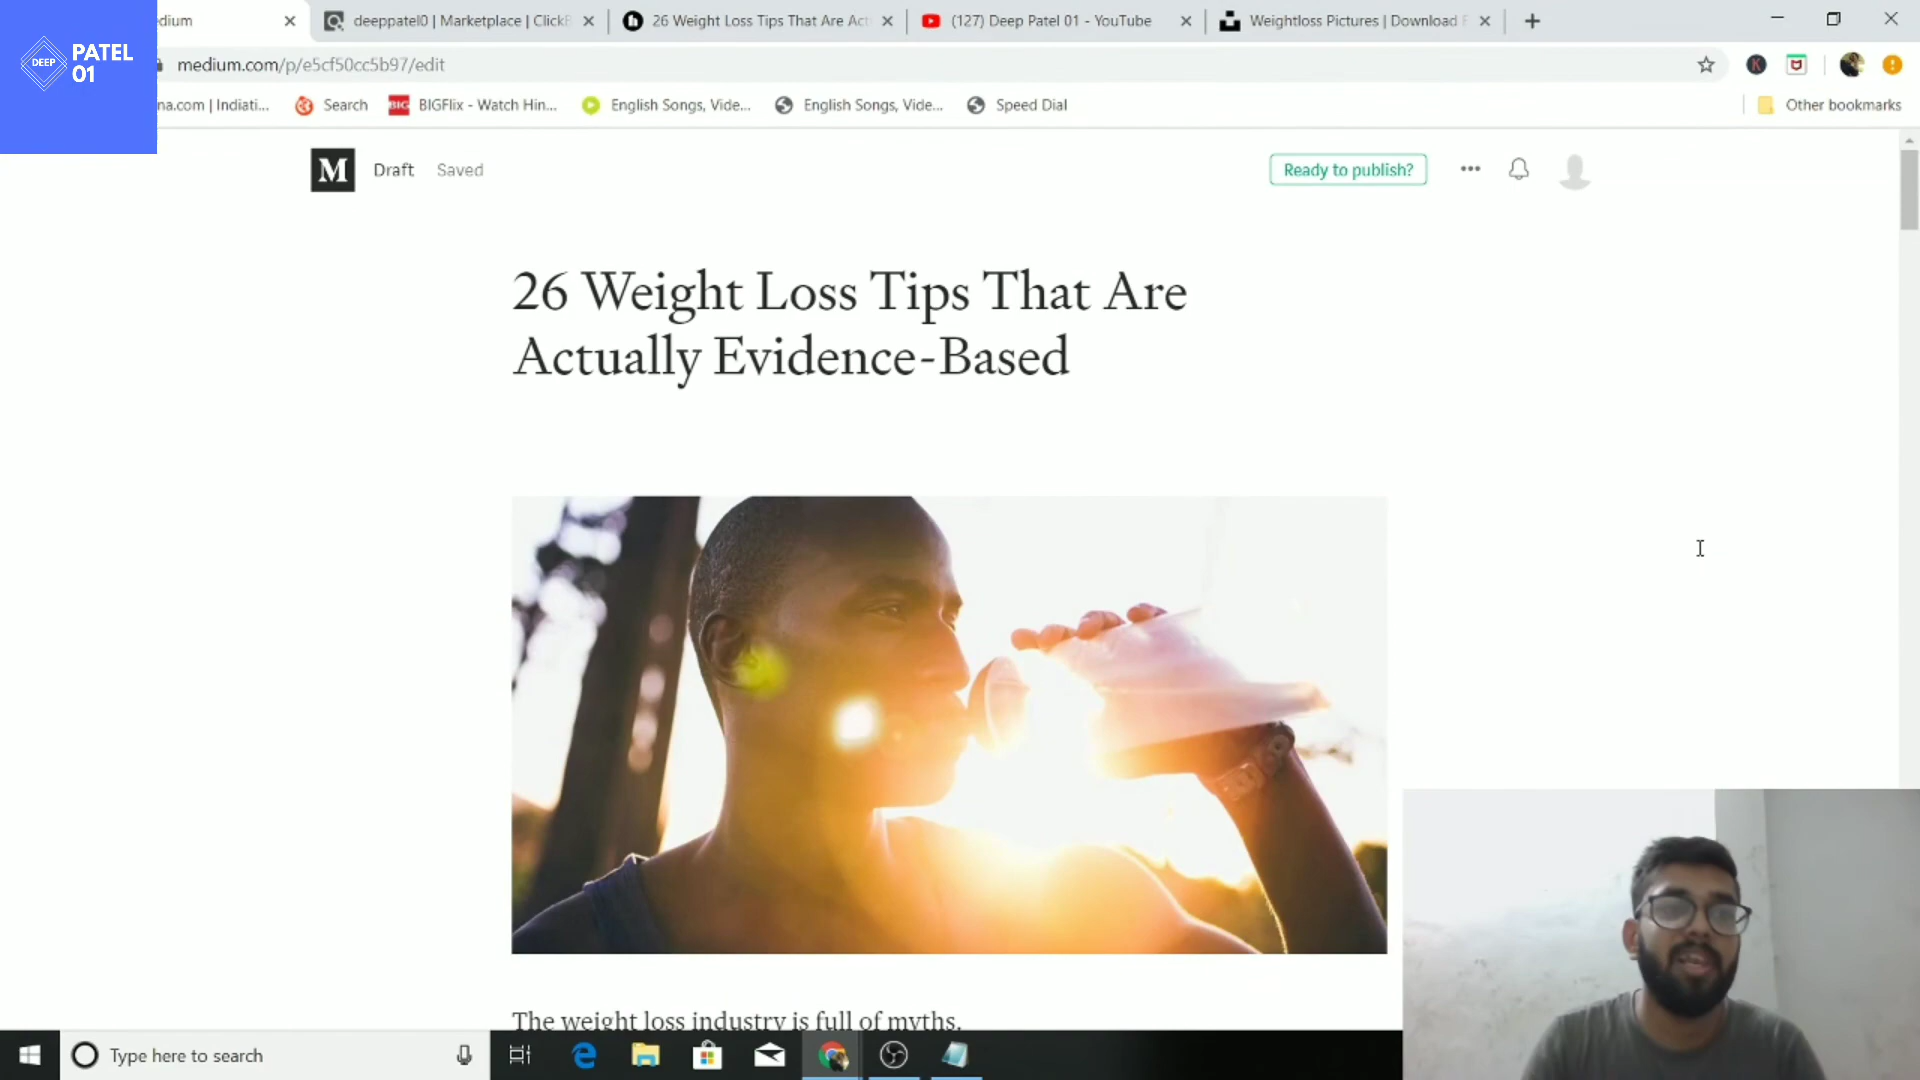 DEEP
PATEL
01
edium
deeppatel0 | Marketplace | Click
26 Weight Loss Tips That Are Act
(127) Deep Patel 01 - YouTube
Weightloss Pictures | Download
medium.com/p/e5cf50cc5b97/edit
na.com | Indiati...
Search
BIG
BIGFlix - Watch Hin...
English Songs, Vide...
English Songs, Vide...
Speed Dial
Other bookmarks
M
Draft
Saved
Ready to publish?
26 Weight Loss Tips That Are
Actually Evidence-Based
The weight loss industry is full of myths.
Type here to search